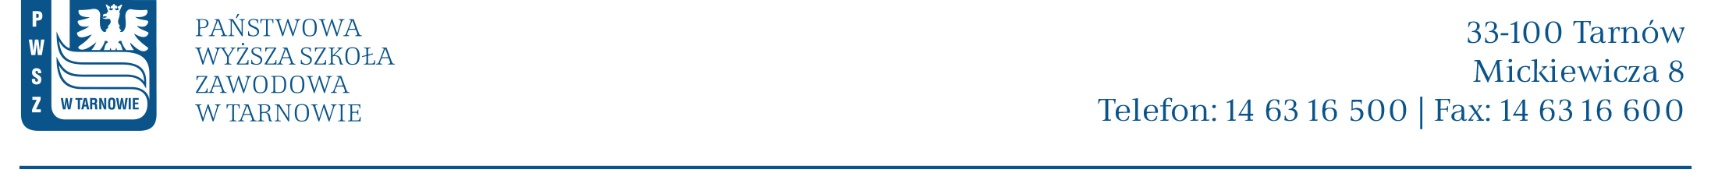 P
W
S
Z
W TARNOWIE
PAŃSTWOWA
WYŻSZA SZKOŁA
ZAWODOWA
W TARNOWIE
33-100 Tarnów
Mickiewicza 8
Telefon: 14 63 16 500 | Fax: 14 63 16 600